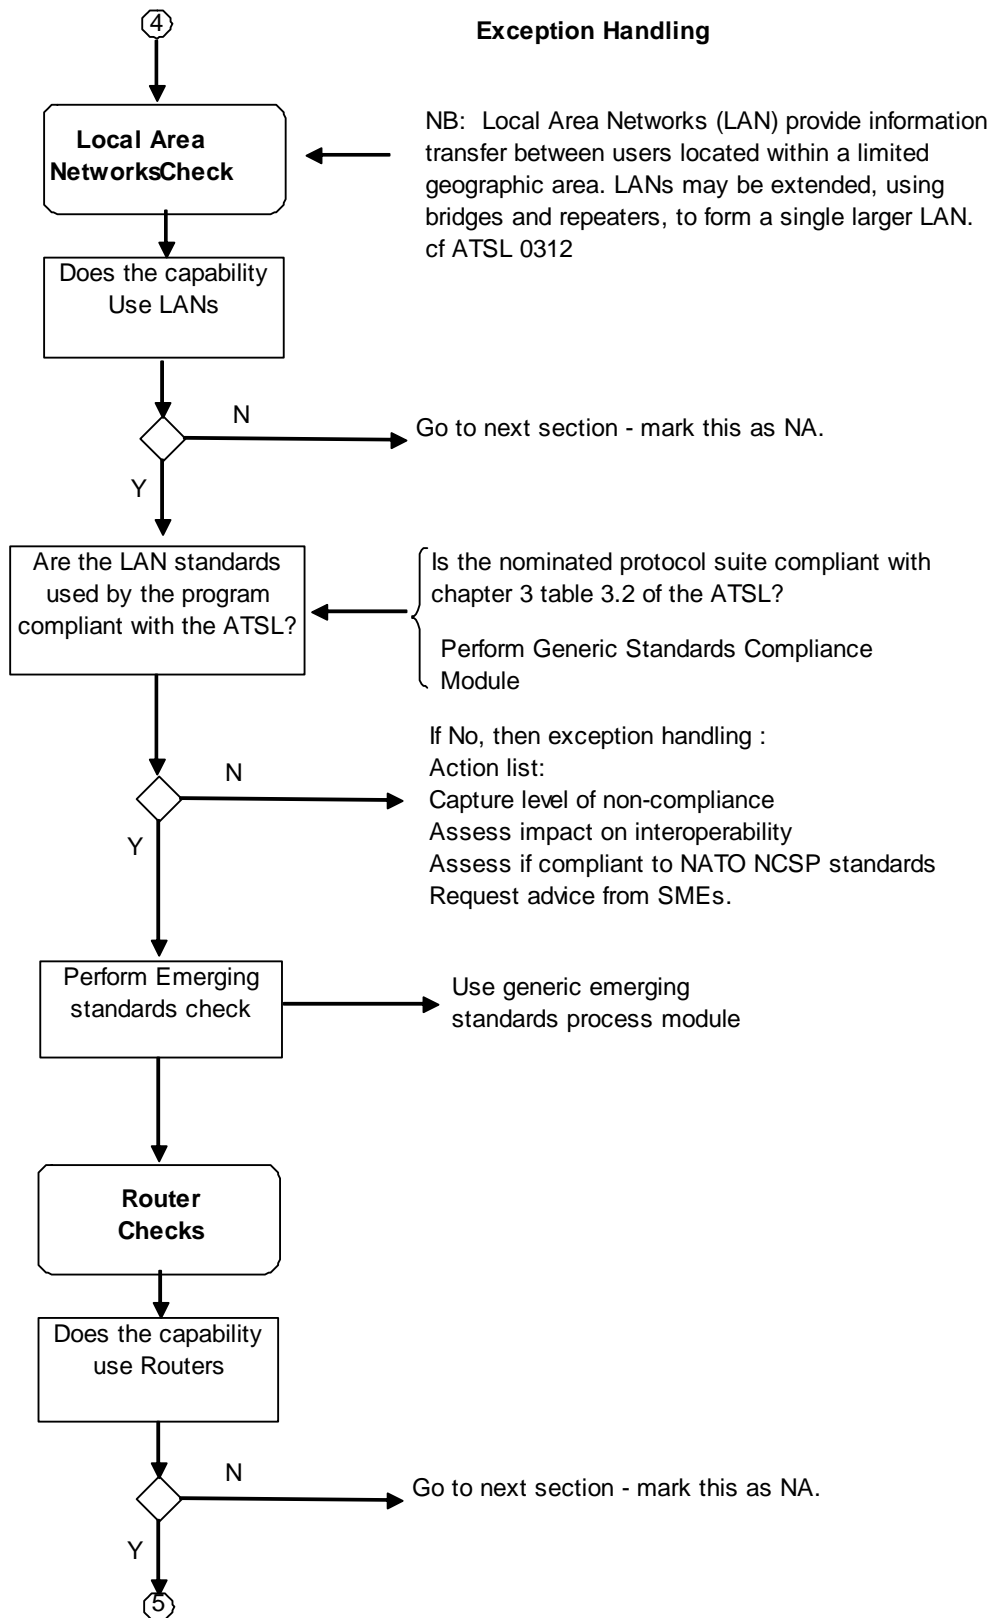 4
Exception Handling
Local Area
NetworksCheck
NB:  Local Area Networks (LAN) provide information
transfer between users located within a limited
geographic area. LANs may be extended, using
bridges and repeaters, to form a single larger LAN.
cf ATSL 0312
Does the capability
Use LANs
N
Go to next section - mark this as NA.
Y
Are the LAN standards
used by the program
compliant with the ATSL?
Is the nominated protocol suite compliant with
chapter 3 table 3.2 of the ATSL?
Perform Generic Standards Compliance
Module
If No, then exception handling :
Action list:
Capture level of non-compliance
Assess impact on interoperability
Assess if compliant to NATO NCSP standards
Request advice from SMEs.
N
Y
Perform Emerging
standards check
Use generic emerging
standards process module
Router
Checks
Does the capability
use Routers
N
Go to next section - mark this as NA.
Y
5